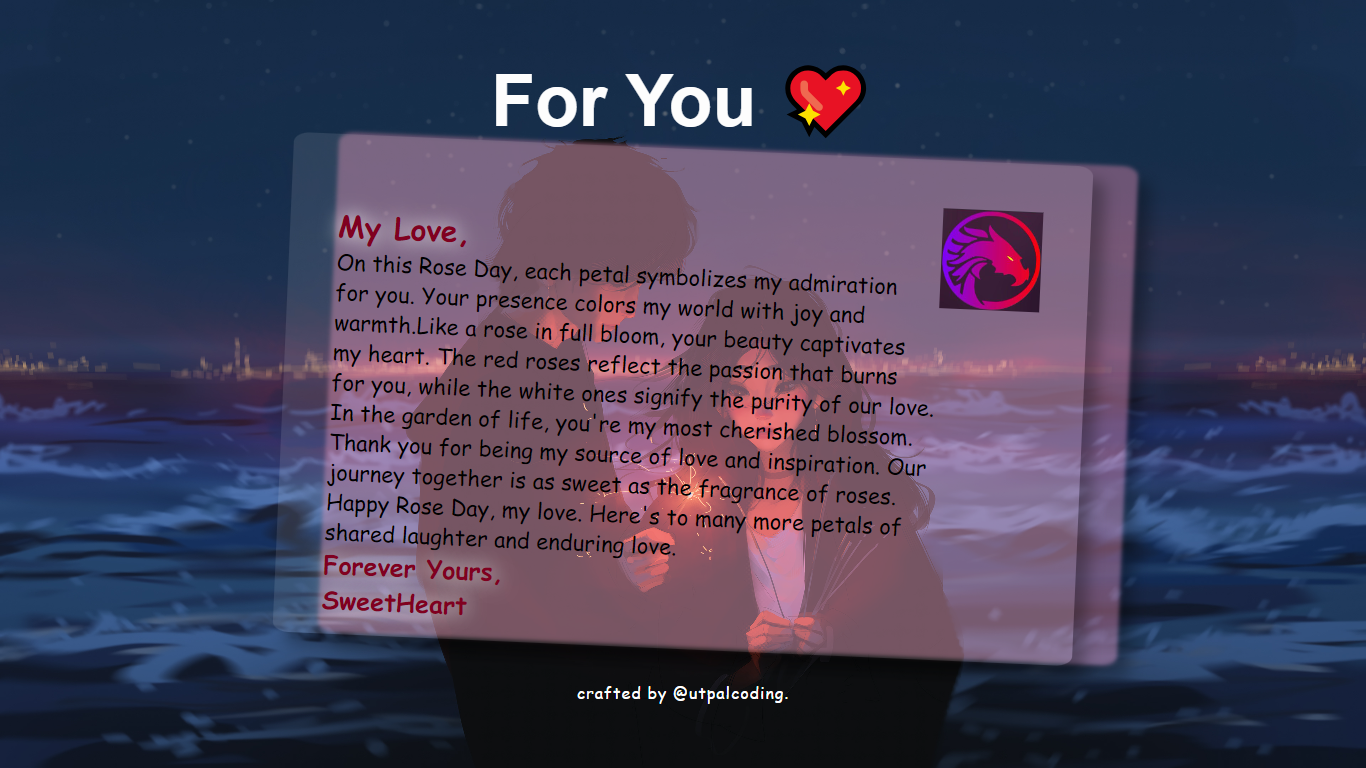 For You 💖
My Love,
On this Rose Day, each petal symbolizes my admiration
for you. Your presence colors my world with joy and
warmth.Like a rose in full bloom, your beauty captivates
my heart. The red roses reflect the passion that burns
for you, while the white ones signify the purity of our love.
In the garden of life, you're my most cherished blossom.
Thank you for being my source of love and inspiration. Our
journey together is as sweet as the fragrance of roses.
Happy Rose Day, my love. Here's to many more petals of
shared laughter and enduring love.
Forever Yours,
SweetHeart
crafted by @utpalcoding.